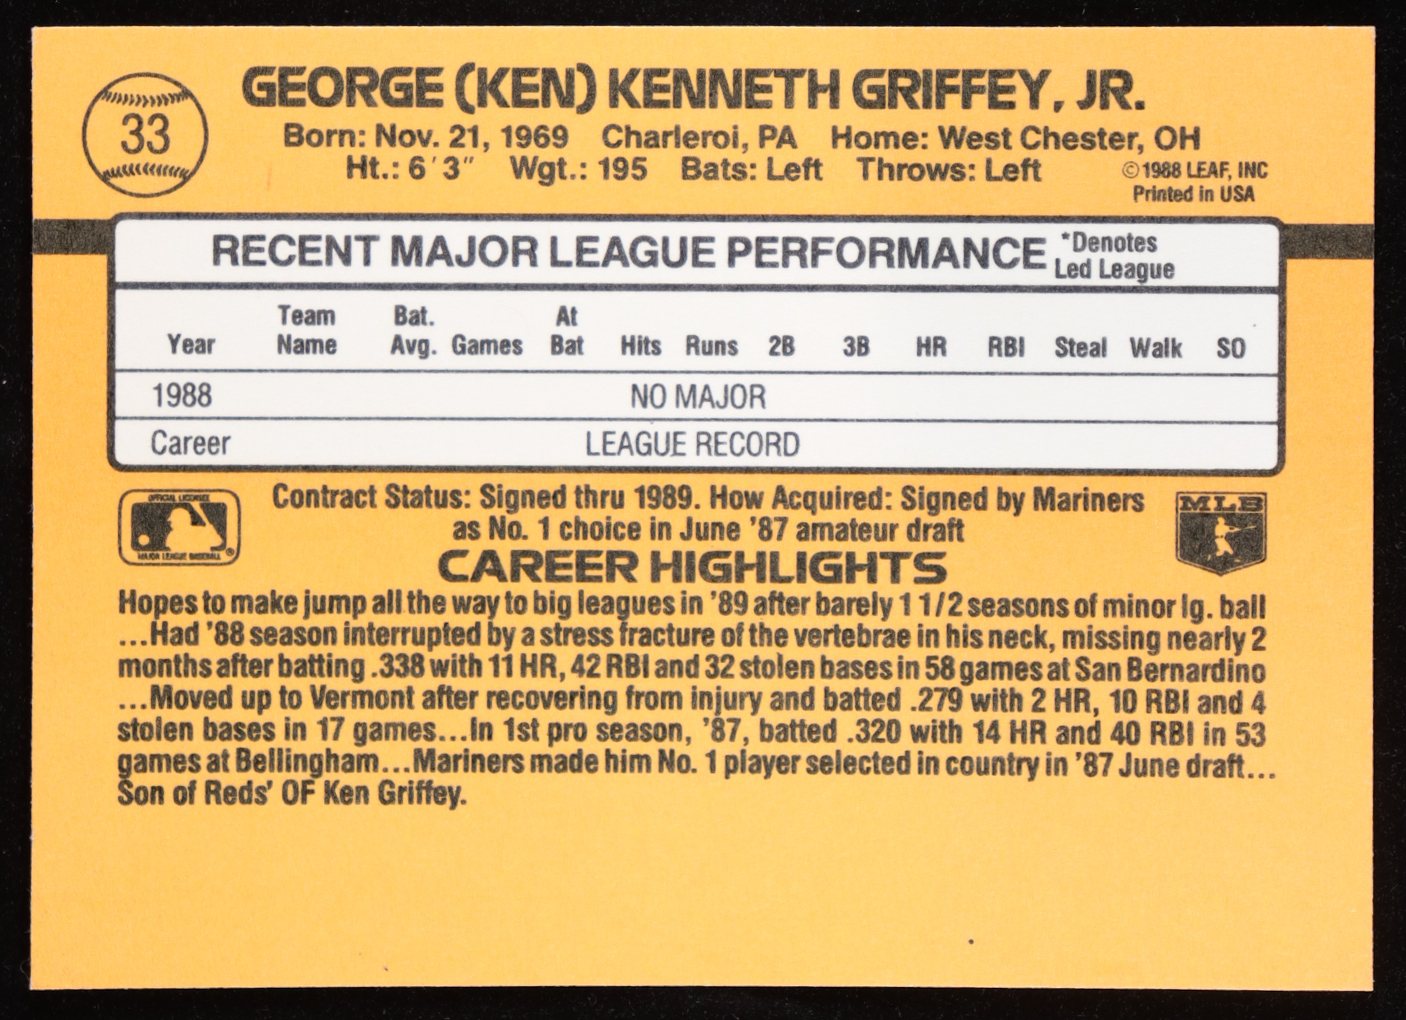 33
GEORGE (KEN) KENNETH GRIFFEY, JR.
Born: Nov. 21, 1969 Charleroi, PA Home: West Chester, OH
Ht.: 6'3" Wgt.: 195 Bats: Left Throws: Left
©1988 LEAF, INC
Printed in USA
RECENT MAJOR LEAGUE PERFORMANCE *Denotes
Led League
Year Team Name Bat. Avg. Games At Bat Hits Runs 2B 3B HR RBI Steal Walk SO
1988 NO MAJOR
Career LEAGUE RECORD
OFFICIAL LICENSEE
MAJOR LEAGUE BASEBALL ®
Contract Status: Signed thru 1989. How Acquired: Signed by Mariners
as No. 1 choice in June '87 amateur draft
MLB
CAREER HIGHLIGHTS
Hopes to make jump all the way to big leagues in '89 after barely 1 1/2 seasons of minor lg. ball
...Had '88 season interrupted by a stress fracture of the vertebrae in his neck, missing nearly 2
months after batting .338 with 11 HR, 42 RBI and 32 stolen bases in 58 games at San Bernardino
...Moved up to Vermont after recovering from injury and batted .279 with 2 HR, 10 RBI and 4
stolen bases in 17 games...In 1st pro season, '87, batted .320 with 14 HR and 40 RBI in 53
games at Bellingham...Mariners made him No. 1 player selected in country in '87 June draft...
Son of Reds' OF Ken Griffey.